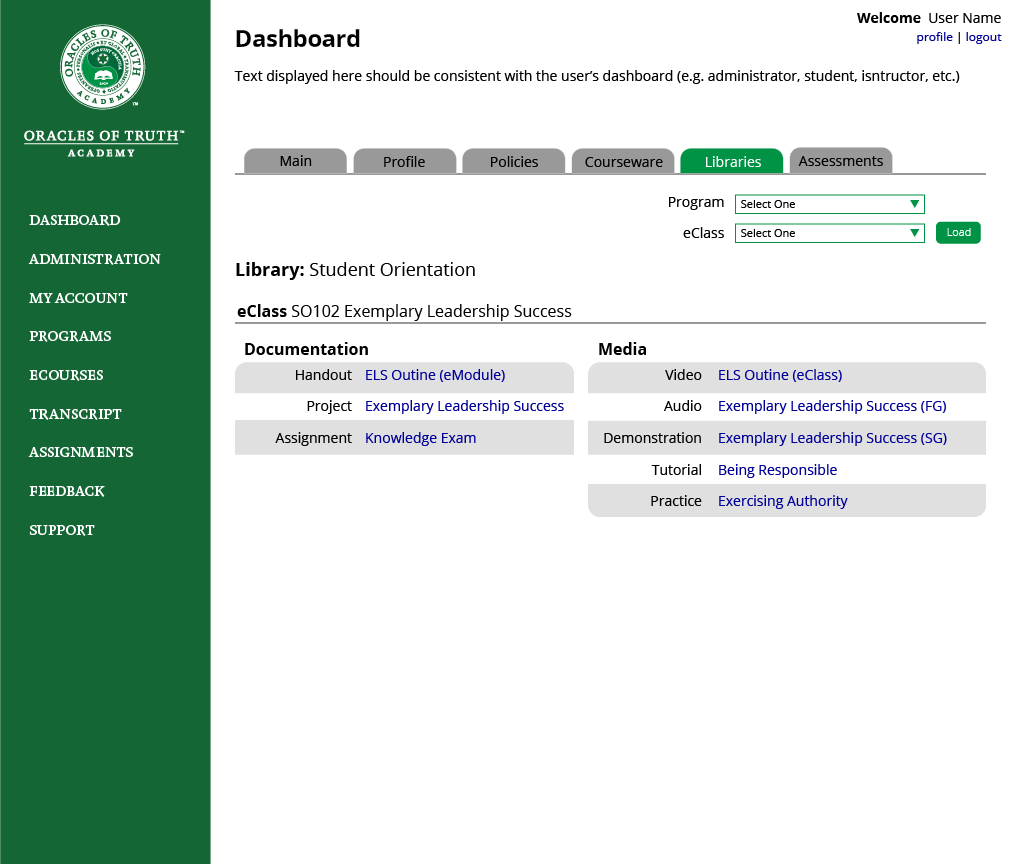 ORACLES OF TRUTH
ACADEMY
ORACLES OF TRUTH™
ACADEMY
DASHBOARD
ADMINISTRATION
MY ACCOUNT
PROGRAMS
ECOURSES
TRANSCRIPT
ASSIGNMENTS
FEEDBACK
SUPPORT
Welcome User Name
profile | logout
Dashboard
Text displayed here should be consistent with the user’s dashboard (e.g. administrator, student, isntructor, etc.)
Main Profile Policies Courseware Libraries Assessments
Program Select One
eClass Select One Load
Library: Student Orientation
eClass SO102 Exemplary Leadership Success
Documentation
Handout ELS Outine (eModule)
Project Exemplary Leadership Success
Assignment Knowledge Exam
Media
Video ELS Outine (eClass)
Audio Exemplary Leadership Success (FG)
Demonstration Exemplary Leadership Success (SG)
Tutorial Being Responsible
Practice Exercising Authority